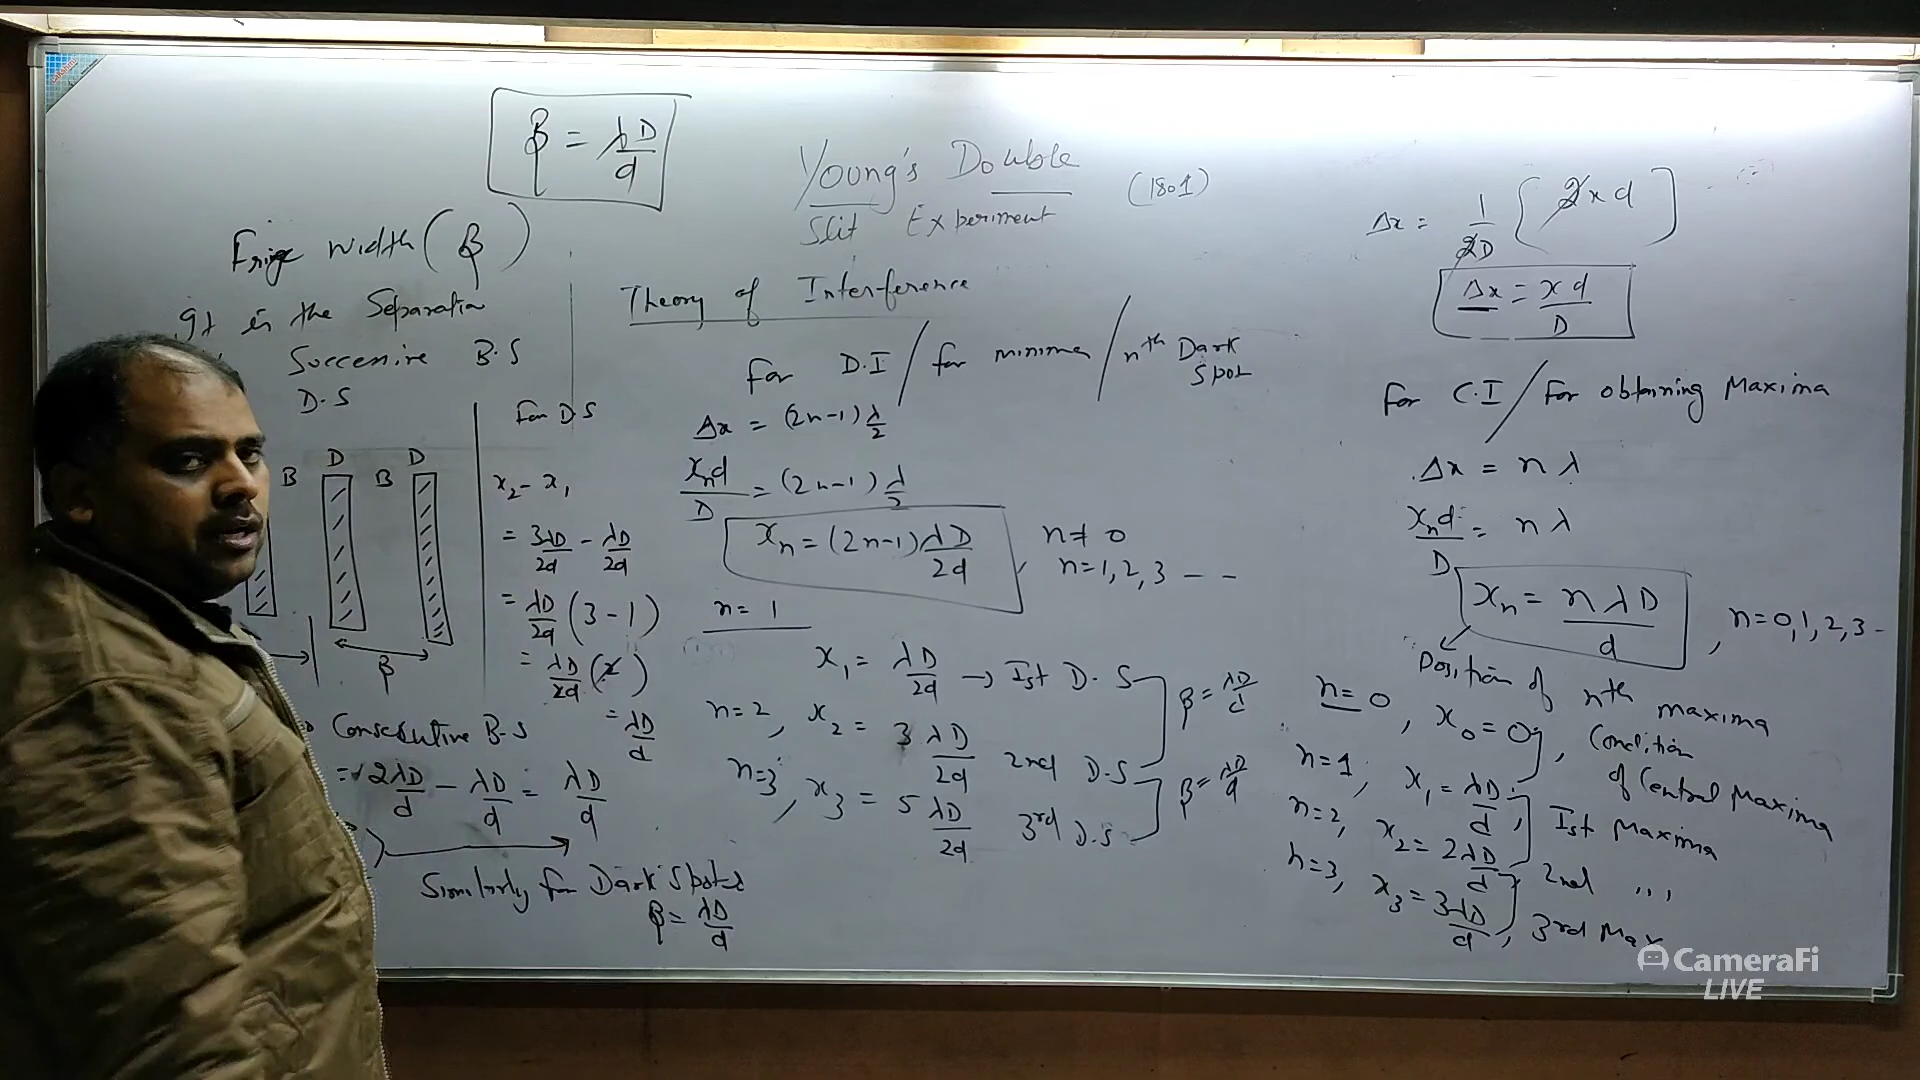 β = λD/d
Young's Double
Slit Experiment
(1801)
Fringe Width (β)
It is the Separation
Successive B.S
D.S
B D B D
β
Consecutive B.S
= 2λD/d - λD/d = λD/d
Similarly for Dark Spots
β = λD/d
For D.S
x₂ - x₁
= 3λD/2d - λD/2d
= λD/2d (3-1)
= λD/2d (2)
= λD/d
Theory of Interference
For D.I / for minima / nth Dark Spot
Δx = (2n-1) λ/2
xₙd/D = (2n-1) λ/2
xₙ = (2n-1) λD/2d , n ≠ 0
n = 1, 2, 3 - -
n = 1
x₁ = λD/2d → Ist D.S
β = λD/d
n=2, x₂ = 3 λD/2d 2nd D.S
β = λD/d
n=3, x₃ = 5 λD/2d 3rd D.S
Δx = 1/2D [2xd]
Δx = xd/D
For C.I / For obtaining Maxima
Δx = nλ
xₙd/D = nλ
xₙ = nλD/d , n = 0, 1, 2, 3 -
Position of nth maxima
n = 0, x₀ = 0, Condition of Central Maxima
n = 1, x₁ = λD/d, Ist Maxima
n = 2, x₂ = 2λD/d, 2nd ,,,
n = 3, x₃ = 3λD/d, 3rd Max
CameraFi
LIVE